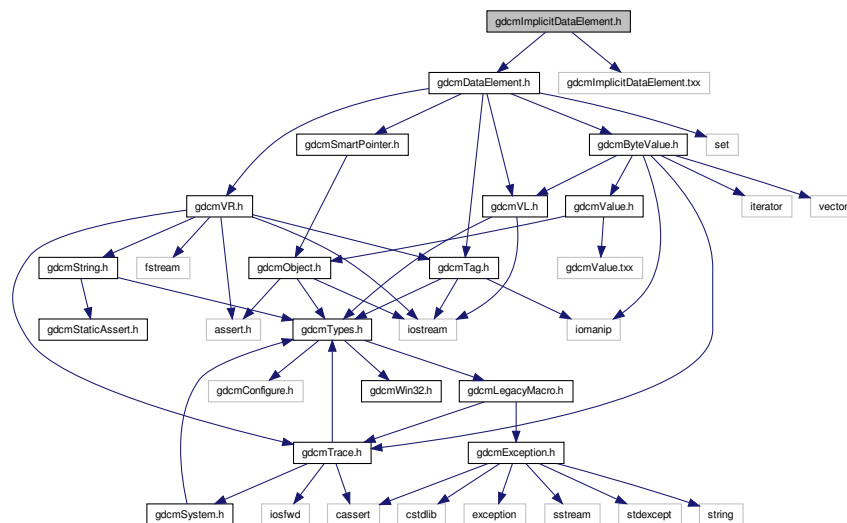 gdcmImplicitDataElement.h
gdcmDataElement.h
gdcmImplicitDataElement.txx
gdcmSmartPointer.h
gdcmByteValue.h
set
gdcmVR.h
gdcmVL.h
gdcmValue.h
iterator
vector
gdcmString.h
fstream
gdcmObject.h
gdcmTag.h
gdcmValue.txx
gdcmStaticAssert.h
assert.h
gdcmTypes.h
iostream
iomanip
gdcmConfigure.h
gdcmWin32.h
gdcmLegacyMacro.h
gdcmTrace.h
gdcmException.h
gdcmSystem.h
iosfwd
cassert
cstdlib
exception
sstream
stdexcept
string